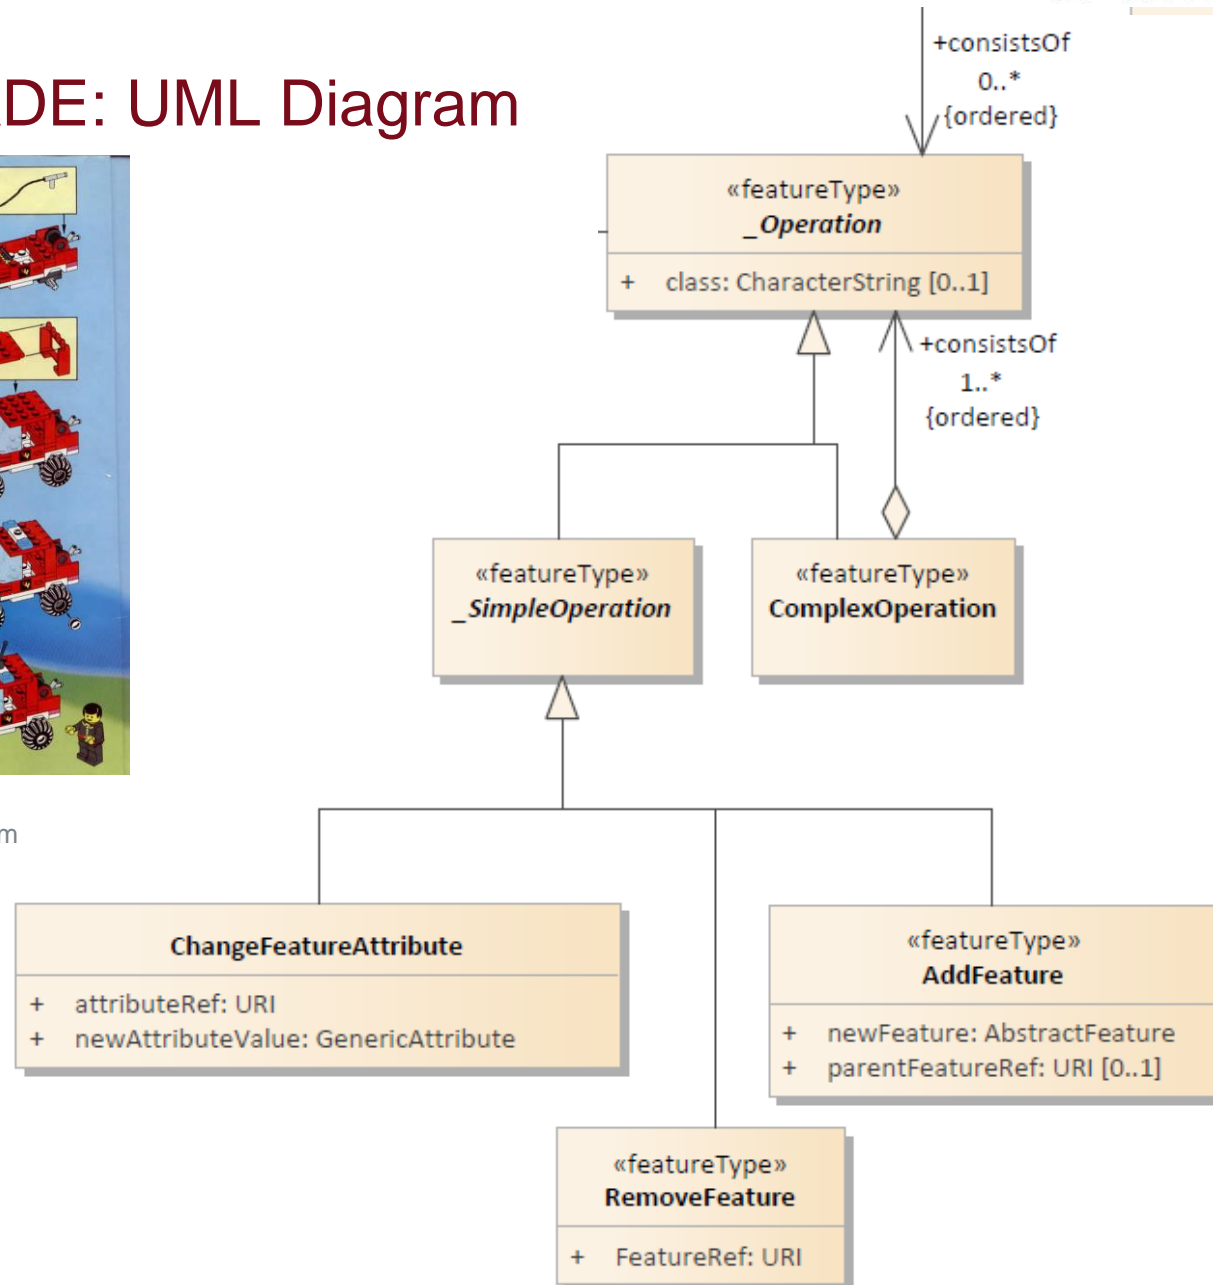 DE: UML Diagram
+consistsOf
0..*
{ordered}
«featureType»
_Operation
+ class: CharacterString [0..1]
+consistsOf
1..*
{ordered}
«featureType»
_SimpleOperation
«featureType»
ComplexOperation
m
ChangeFeatureAttribute
+ attributeRef: URI
+ newAttributeValue: GenericAttribute
«featureType»
AddFeature
+ newFeature: AbstractFeature
+ parentFeatureRef: URI [0..1]
«featureType»
RemoveFeature
+ FeatureRef: URI